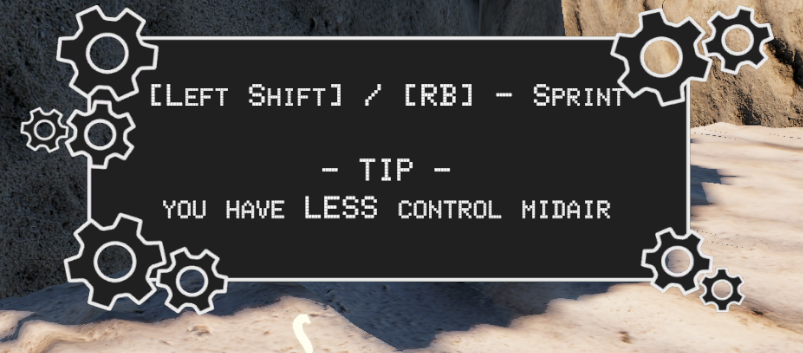 [Left Shift] / [RB] - Sprint
- TIP -
you have LESS control midair